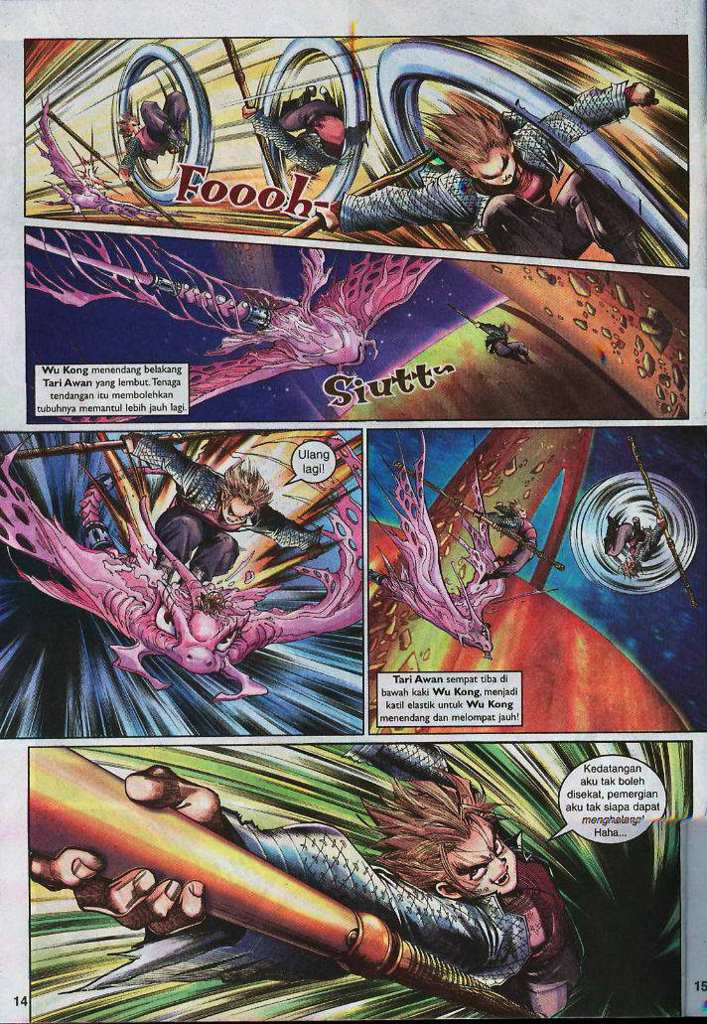 Foooh-
Wu Kong menendang belakang
Tari Awan yang lembut. Tenaga
tendangan itu membolehkan
tubuhnya memantul lebih jauh lagi.
Siuttt~
Ulang
lagi!
Tari Awan sempat tiba di
bawah kaki Wu Kong, menjadi
katil elastik untuk Wu Kong
menendang dan melompat jauh!
Kedatangan
aku tak boleh
disekat, pemergian
aku tak siapa dapat
menghalang!
Haha...
14
15